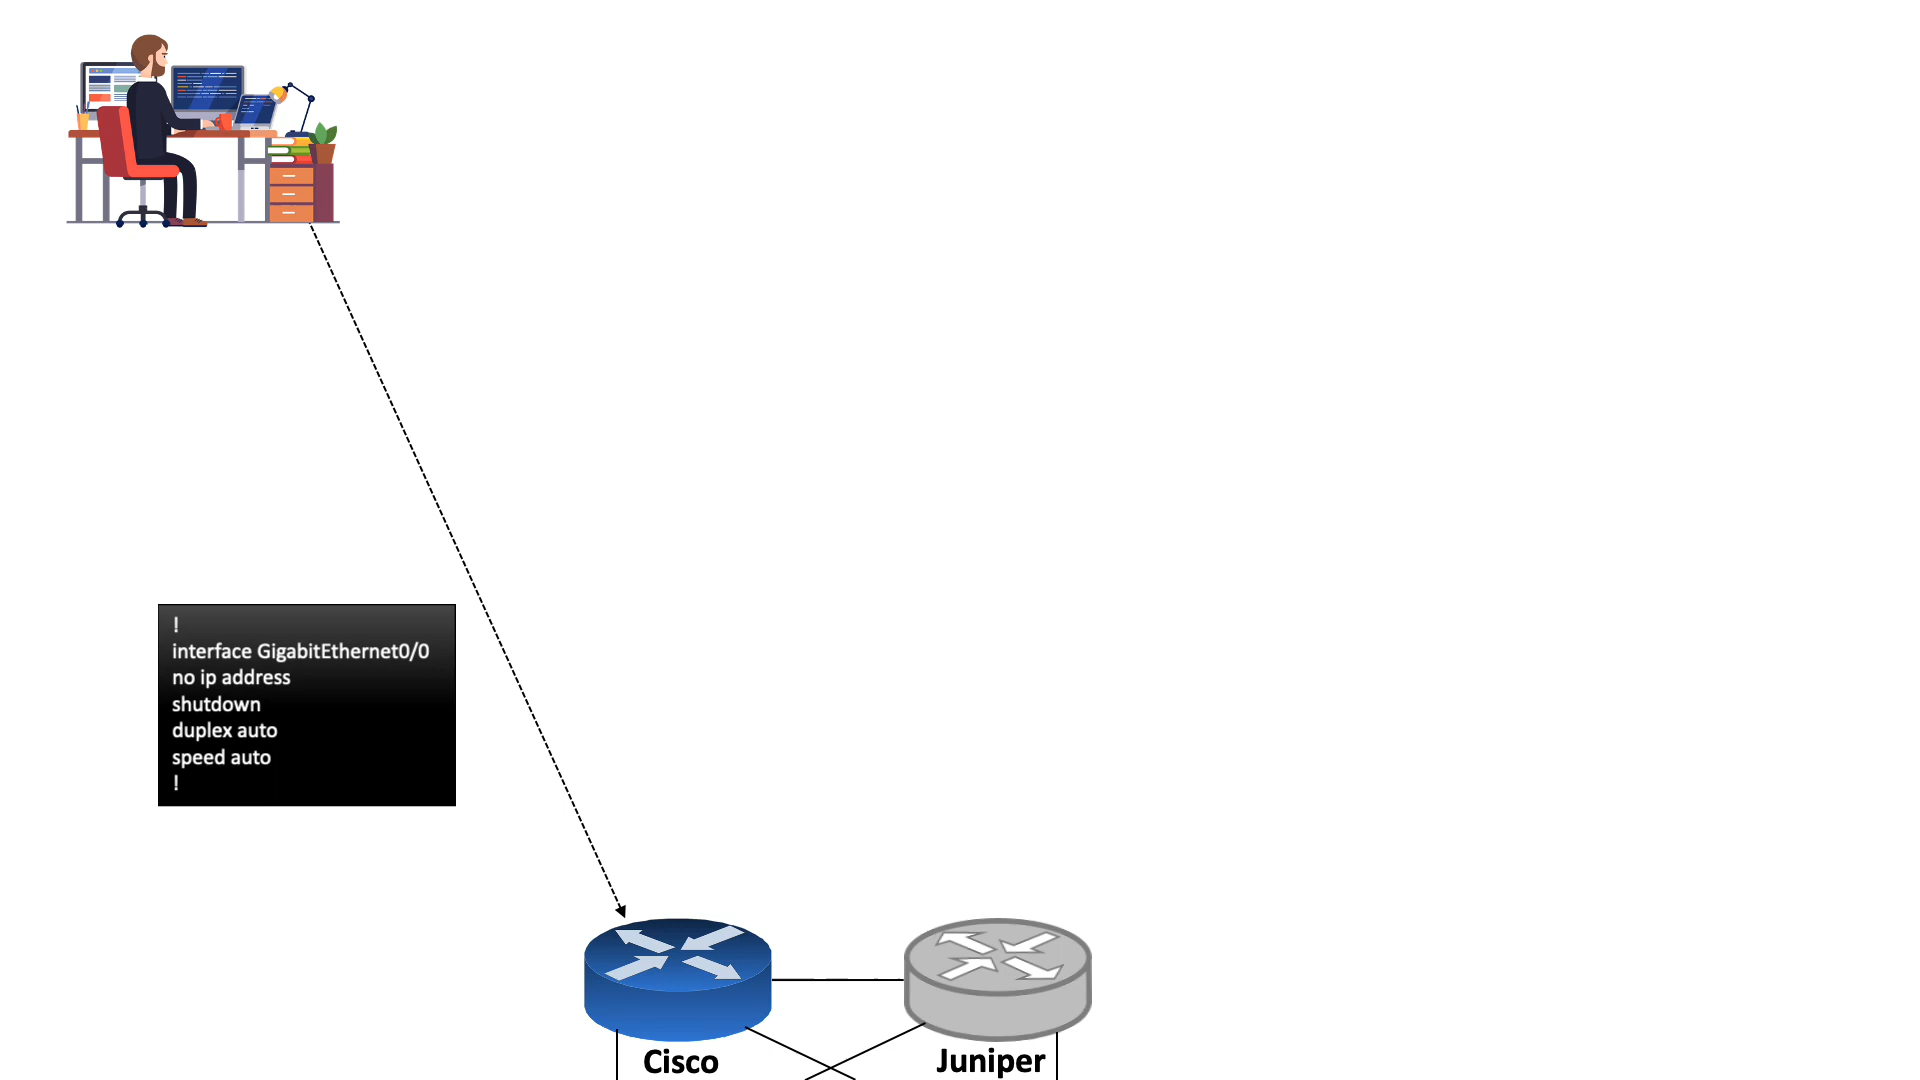 !
interface GigabitEthernet0/0
no ip address
shutdown
duplex auto
speed auto
!
Cisco
Juniper